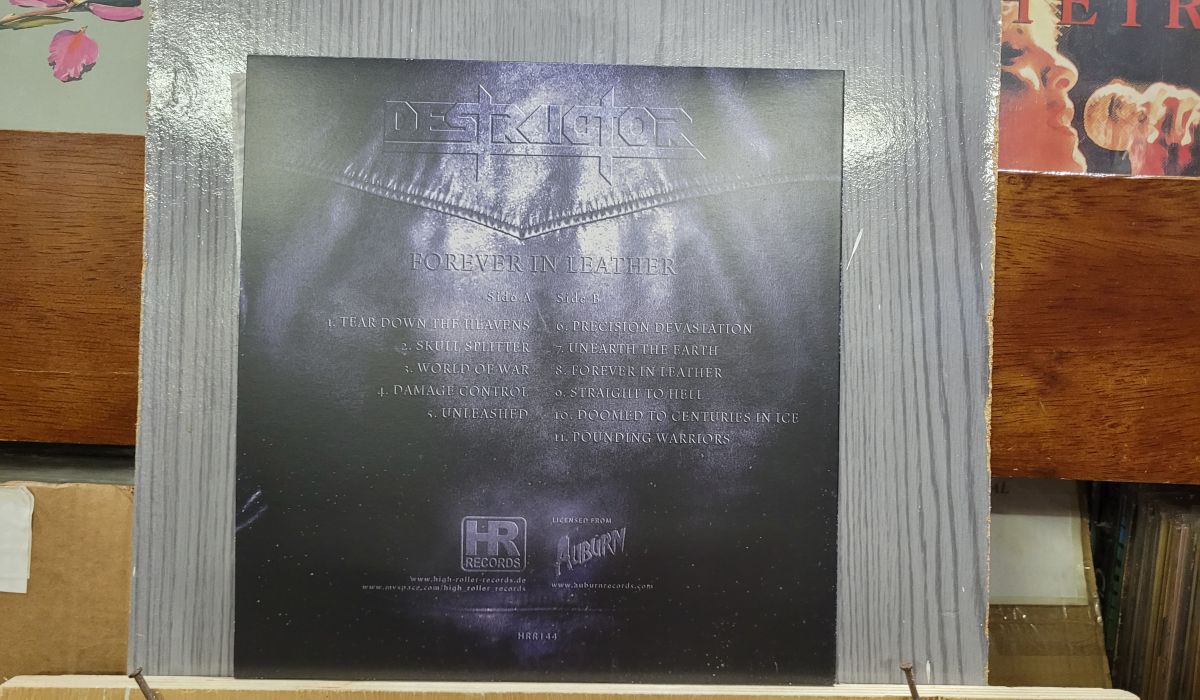 DESTRUCTOR
FOREVER IN LEATHER
Side A
1. TEAR DOWN THE HEAVENS
2. SKULL SPLITTER
3. WORLD OF WAR
4. DAMAGE CONTROL
5. UNLEASHED
Side B
6. PRECISION DEVASTATION
7. UNEARTH THE EARTH
8. FOREVER IN LEATHER
9. STRAIGHT TO HELL
10. DOOMED TO CENTURIES IN ICE
11. POUNDING WARRIORS
HR
RECORDS
www.high-roller-records.de
www.myspace.com/high_roller_records
LICENSED FROM
AUBURN
www.auburnrecords.com
HRR144